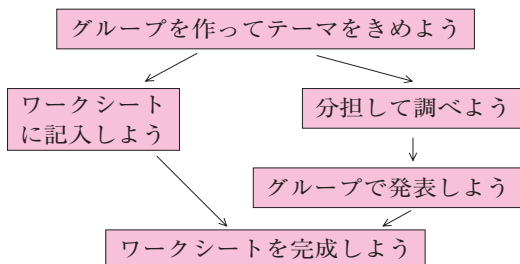 グループを作ってテーマをきめよう
ワークシート
に記入しよう
分担して調べよう
グループで発表しよう
ワークシートを完成しよう